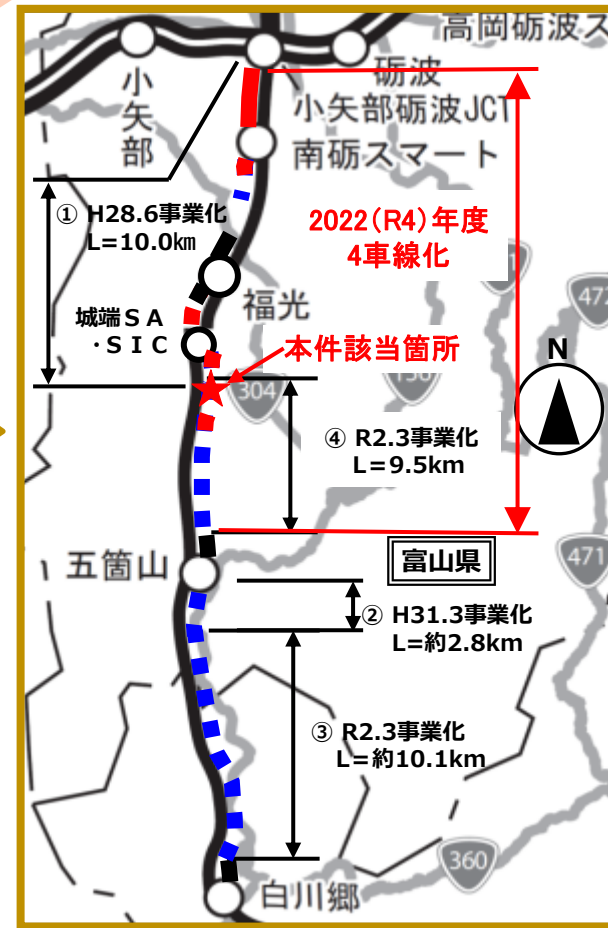 高岡砺波ス
砺波
小矢部
小矢部砺波JCT
南砺スマート
① H28.6事業化
L=10.0㎞
2022(R4)年度
4車線化
福光
城端ＳＡ
・ＳＩＣ
本件該当箇所
N
304
④ R2.3事業化
L=9.5km
五箇山
富山県
471
② H31.3事業化
L=約2.8km
③ R2.3事業化
L=約10.1km
360
白川郷